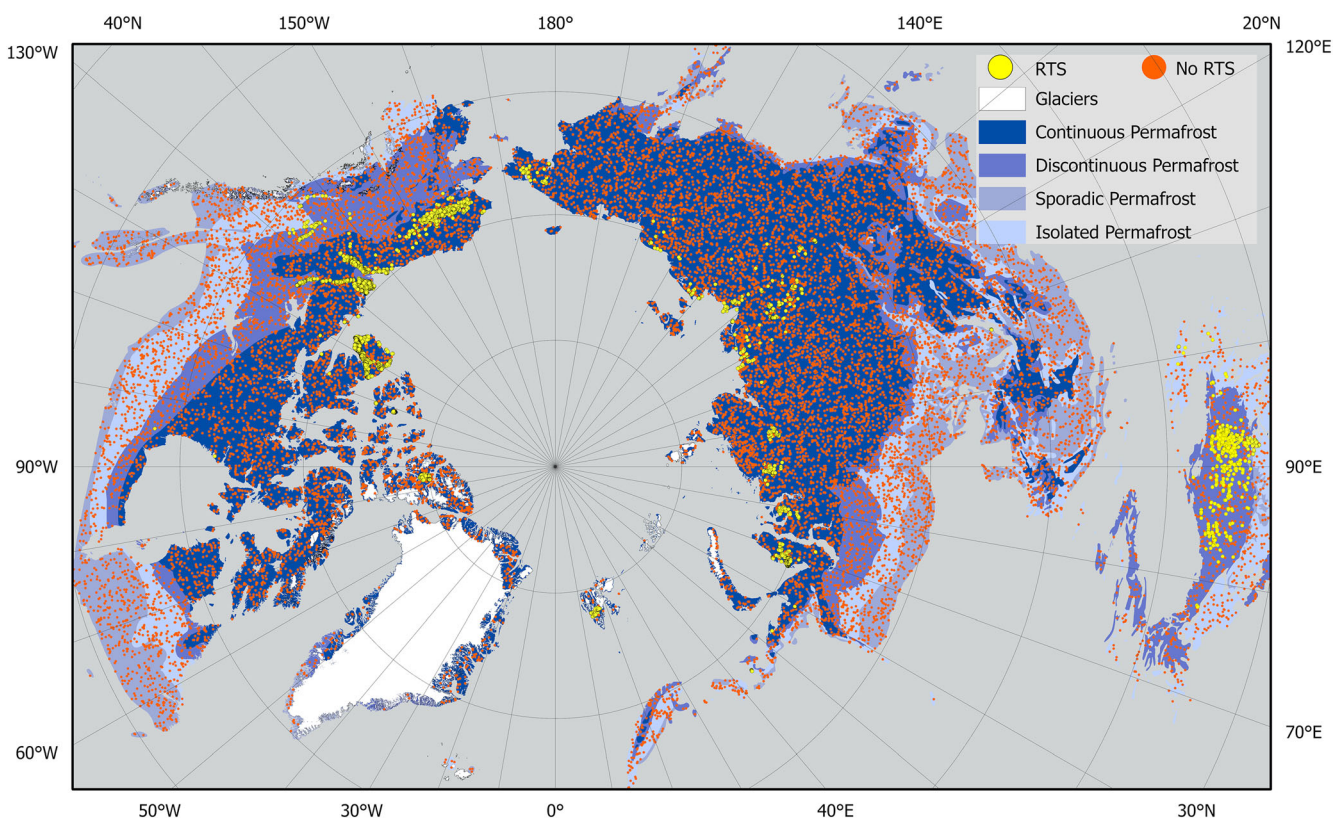 40°N 150°W 180° 140°E 20°N
130°W 120°E
RTS No RTS
Glaciers
Continuous Permafrost
Discontinuous Permafrost
Sporadic Permafrost
Isolated Permafrost
90°W 90°E
60°W 70°E
50°W 30°W 0° 40°E 30°N